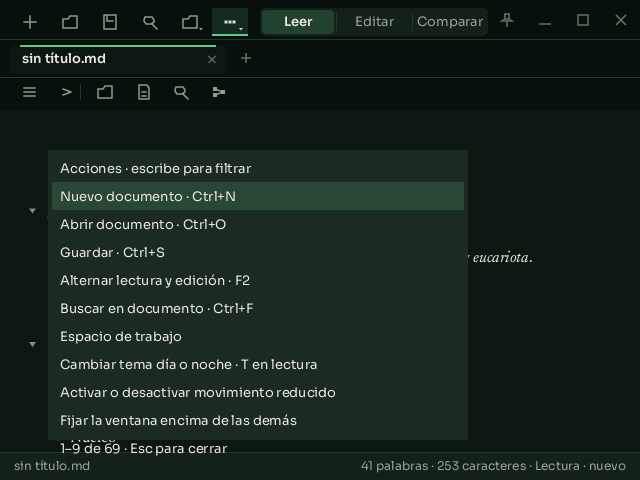 Leer Editar Comparar
sin título.md
Acciones · escribe para filtrar
Nuevo documento · Ctrl+N
Abrir documento · Ctrl+O
Guardar · Ctrl+S
Alternar lectura y edición · F2
eucariota.
Buscar en documento · Ctrl+F
Espacio de trabajo
Cambiar tema día o noche · T en lectura
Activar o desactivar movimiento reducido
Fijar la ventana encima de las demás
1–9 de 69 · Esc para cerrar
sin título.md 41 palabras · 253 caracteres · Lectura · nuevo